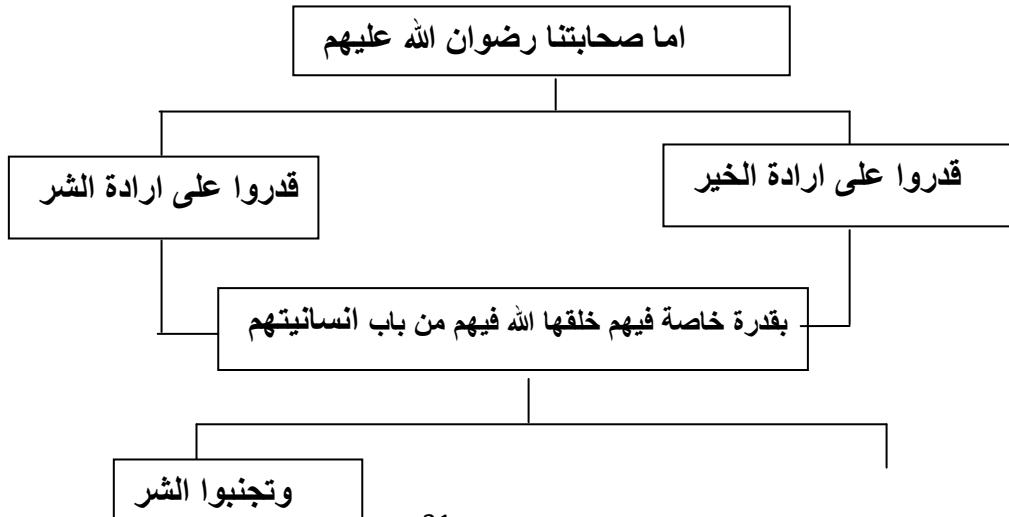 اما صحابتنا رضوان الله عليهم
قدروا على ارادة الخير
قدروا على ارادة الشر
بقدرة خاصة فيهم خلقها الله فيهم من باب انسانيتهم
وتجنبوا الشر